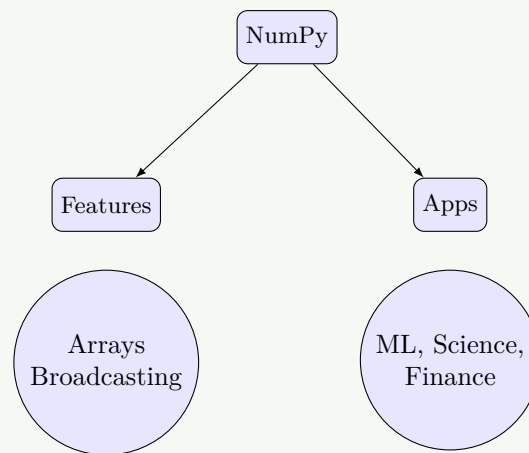 NumPy
Features
Apps
Arrays
Broadcasting
ML, Science,
Finance